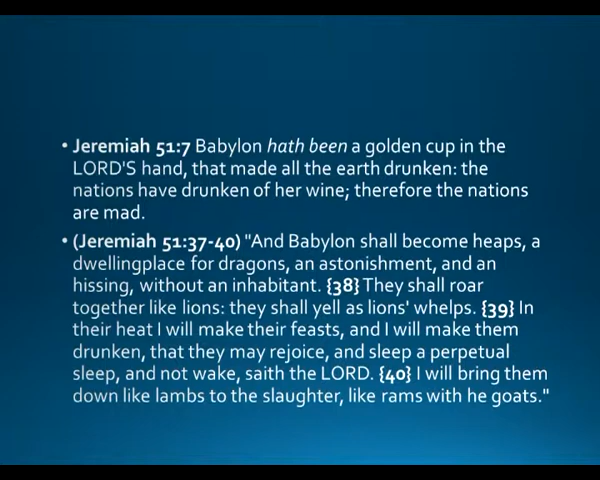 • Jeremiah 51:7 Babylon hath been a golden cup in the
LORD'S hand, that made all the earth drunken: the
nations have drunken of her wine; therefore the nations
are mad.
• (Jeremiah 51:37-40) "And Babylon shall become heaps, a
dwellingplace for dragons, an astonishment, and an
hissing, without an inhabitant. {38} They shall roar
together like lions: they shall yell as lions' whelps. {39} In
their heat I will make their feasts, and I will make them
drunken, that they may rejoice, and sleep a perpetual
sleep, and not wake, saith the LORD. {40} I will bring them
down like lambs to the slaughter, like rams with he goats."